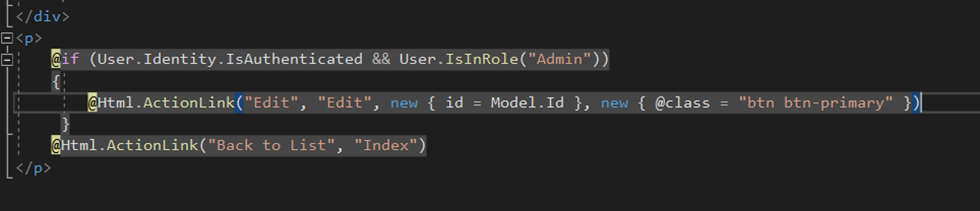 </div>
<p>
@if (User.Identity.IsAuthenticated && User.IsInRole("Admin"))
{
@Html.ActionLink("Edit", "Edit", new { id = Model.Id }, new { @class = "btn btn-primary" })
}
@Html.ActionLink("Back to List", "Index")
</p>